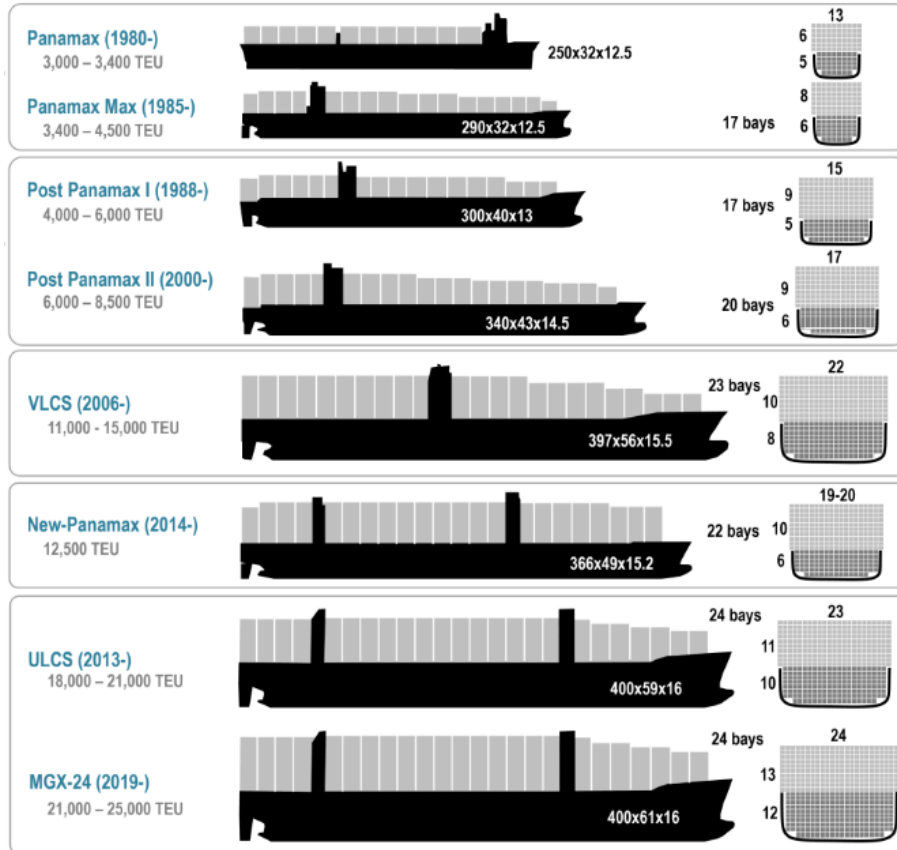 Panamax (1980-)
3,000 – 3,400 TEU
250x32x12.5
13
6
5
Panamax Max (1985-)
3,400 – 4,500 TEU
290x32x12.5
17 bays
8
6
Post Panamax I (1988-)
4,000 – 6,000 TEU
300x40x13
17 bays
15
9
5
Post Panamax II (2000-)
6,000 – 8,500 TEU
340x43x14.5
20 bays
17
9
6
VLCS (2006-)
11,000 - 15,000 TEU
397x56x15.5
23 bays
22
10
8
New-Panamax (2014-)
12,500 TEU
366x49x15.2
22 bays
19-20
10
6
ULCS (2013-)
18,000 – 21,000 TEU
400x59x16
24 bays
23
11
10
MGX-24 (2019-)
21,000 – 25,000 TEU
400x61x16
24 bays
24
13
12